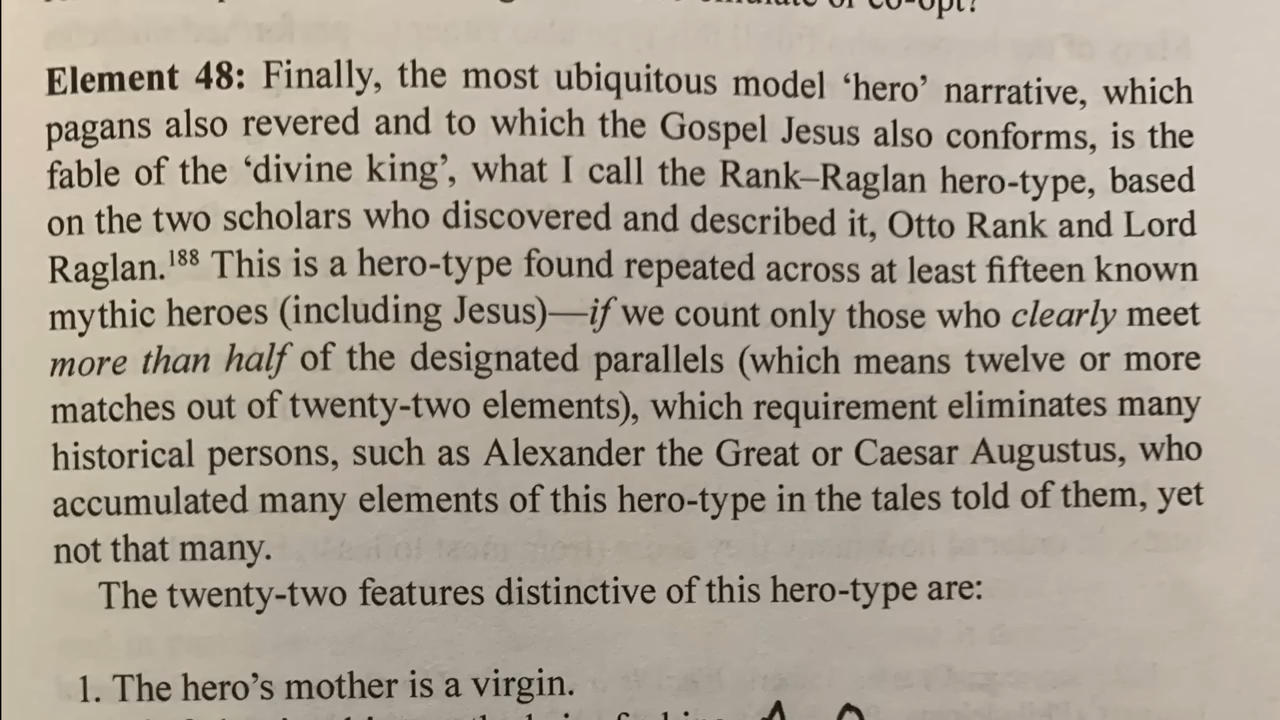 co-opt?
Element 48: Finally, the most ubiquitous model ‘hero’ narrative, which
pagans also revered and to which the Gospel Jesus also conforms, is the
fable of the ‘divine king’, what I call the Rank–Raglan hero-type, based
on the two scholars who discovered and described it, Otto Rank and Lord
Raglan.188 This is a hero-type found repeated across at least fifteen known
mythic heroes (including Jesus)—if we count only those who clearly meet
more than half of the designated parallels (which means twelve or more
matches out of twenty-two elements), which requirement eliminates many
historical persons, such as Alexander the Great or Caesar Augustus, who
accumulated many elements of this hero-type in the tales told of them, yet
not that many.
The twenty-two features distinctive of this hero-type are:
1. The hero’s mother is a virgin.